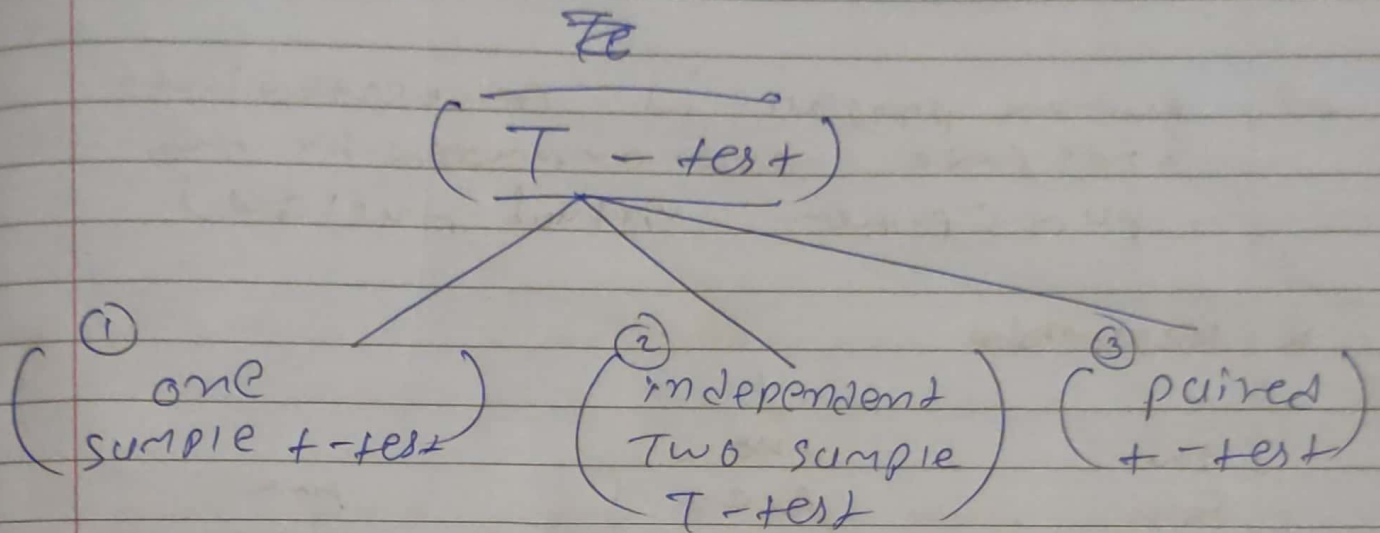 ( T - test )
①
( one
sample t-test )
②
( independent
Two sample
T-test )
③
( paired
t-test )